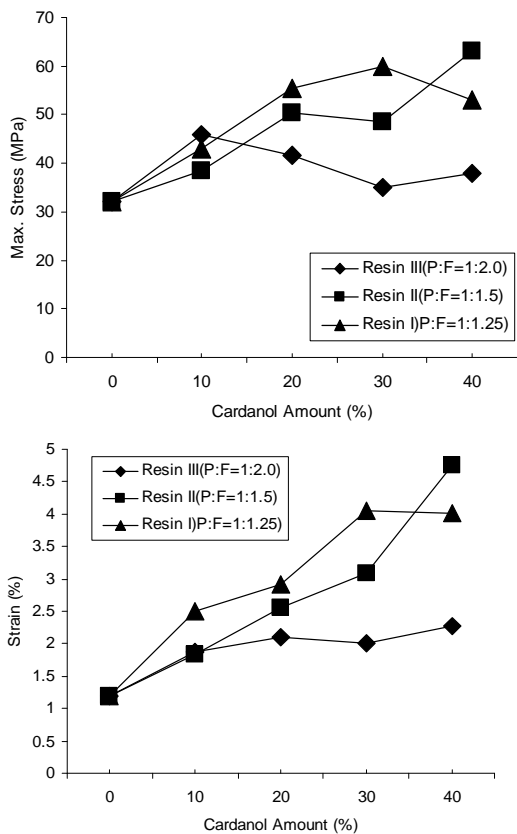 70
60
50
40
30
20
10
0
Max. Stress (MPa)
Resin III(P:F=1:2.0)
Resin II(P:F=1:1.5)
Resin I)P:F=1:1.25)
0 10 20 30 40
Cardanol Amount (%)
5
4.5
4
3.5
3
2.5
2
1.5
1
0.5
0
Strain (%)
Resin III(P:F=1:2.0)
Resin II(P:F=1:1.5)
Resin I)P:F=1:1.25)
0 10 20 30 40
Cardanol Amount (%)